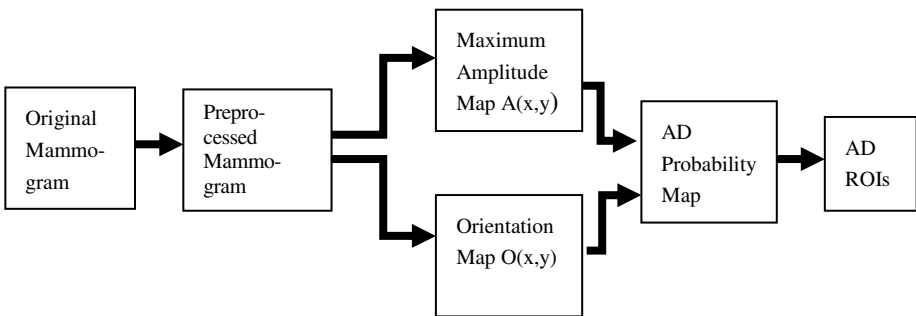 Original
Mammo-
gram
Prepro-
cessed
Mammo-
gram
Maximum
Amplitude
Map A(x,y)
Orientation
Map O(x,y)
AD
Probability
Map
AD
ROIs